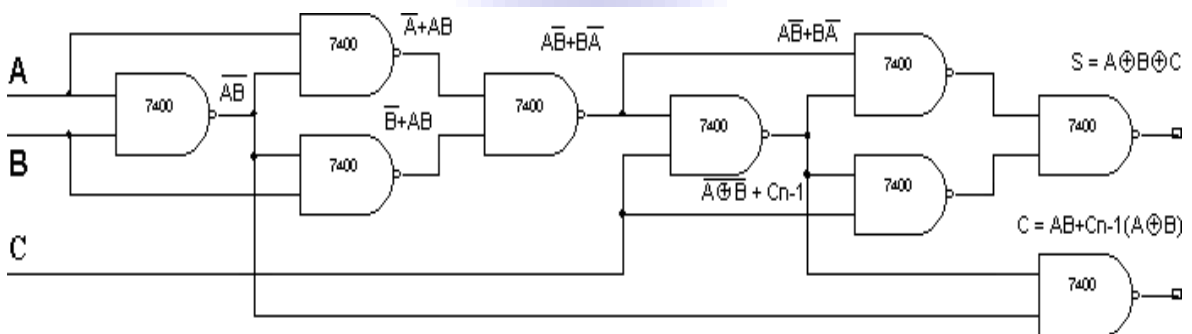 A
B
C
7400
A̅B̅
7400
A̅+AB
7400
B̅+AB
7400
AB̅+BA̅
7400
A̅⊕B̅ + Cn-1
AB̅+BA̅
7400
7400
7400
S = A⊕B⊕C
7400
C = AB+Cn-1(A⊕B)